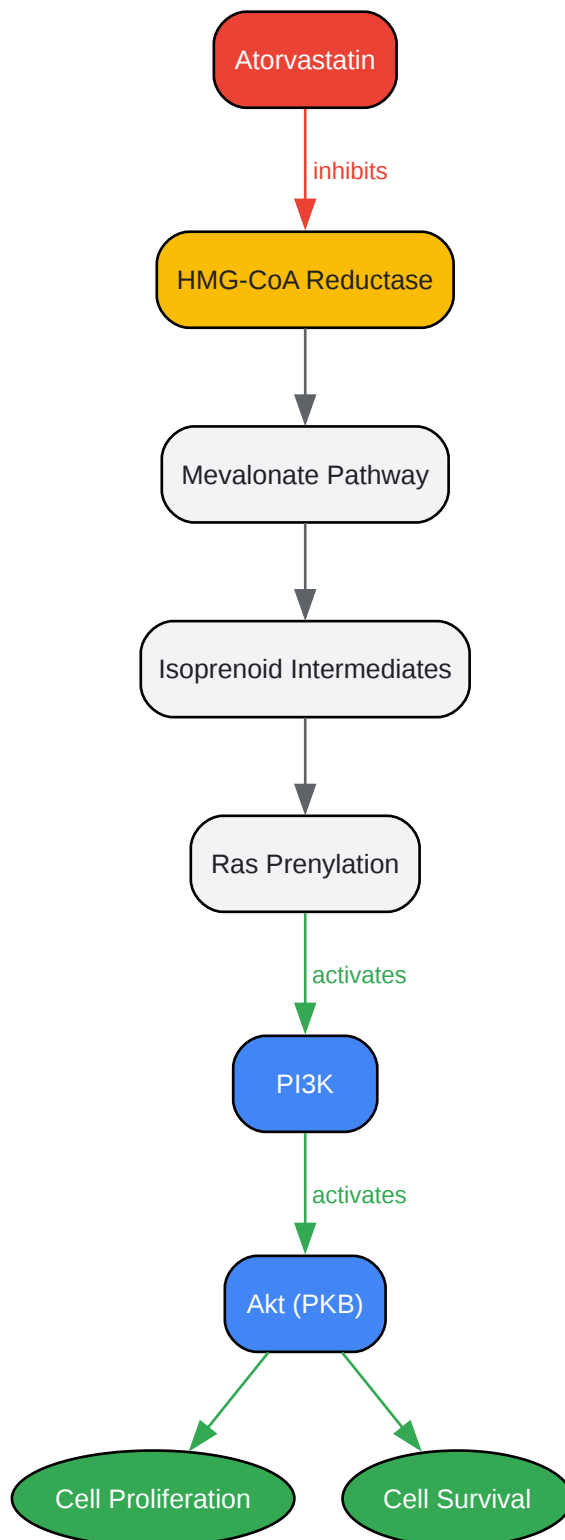 Atorvastatin
inhibits
HMG-CoA Reductase
Mevalonate Pathway
Isoprenoid Intermediates
Ras Prenylation
activates
PI3K
activates
Akt (PKB)
Cell Proliferation
Cell Survival